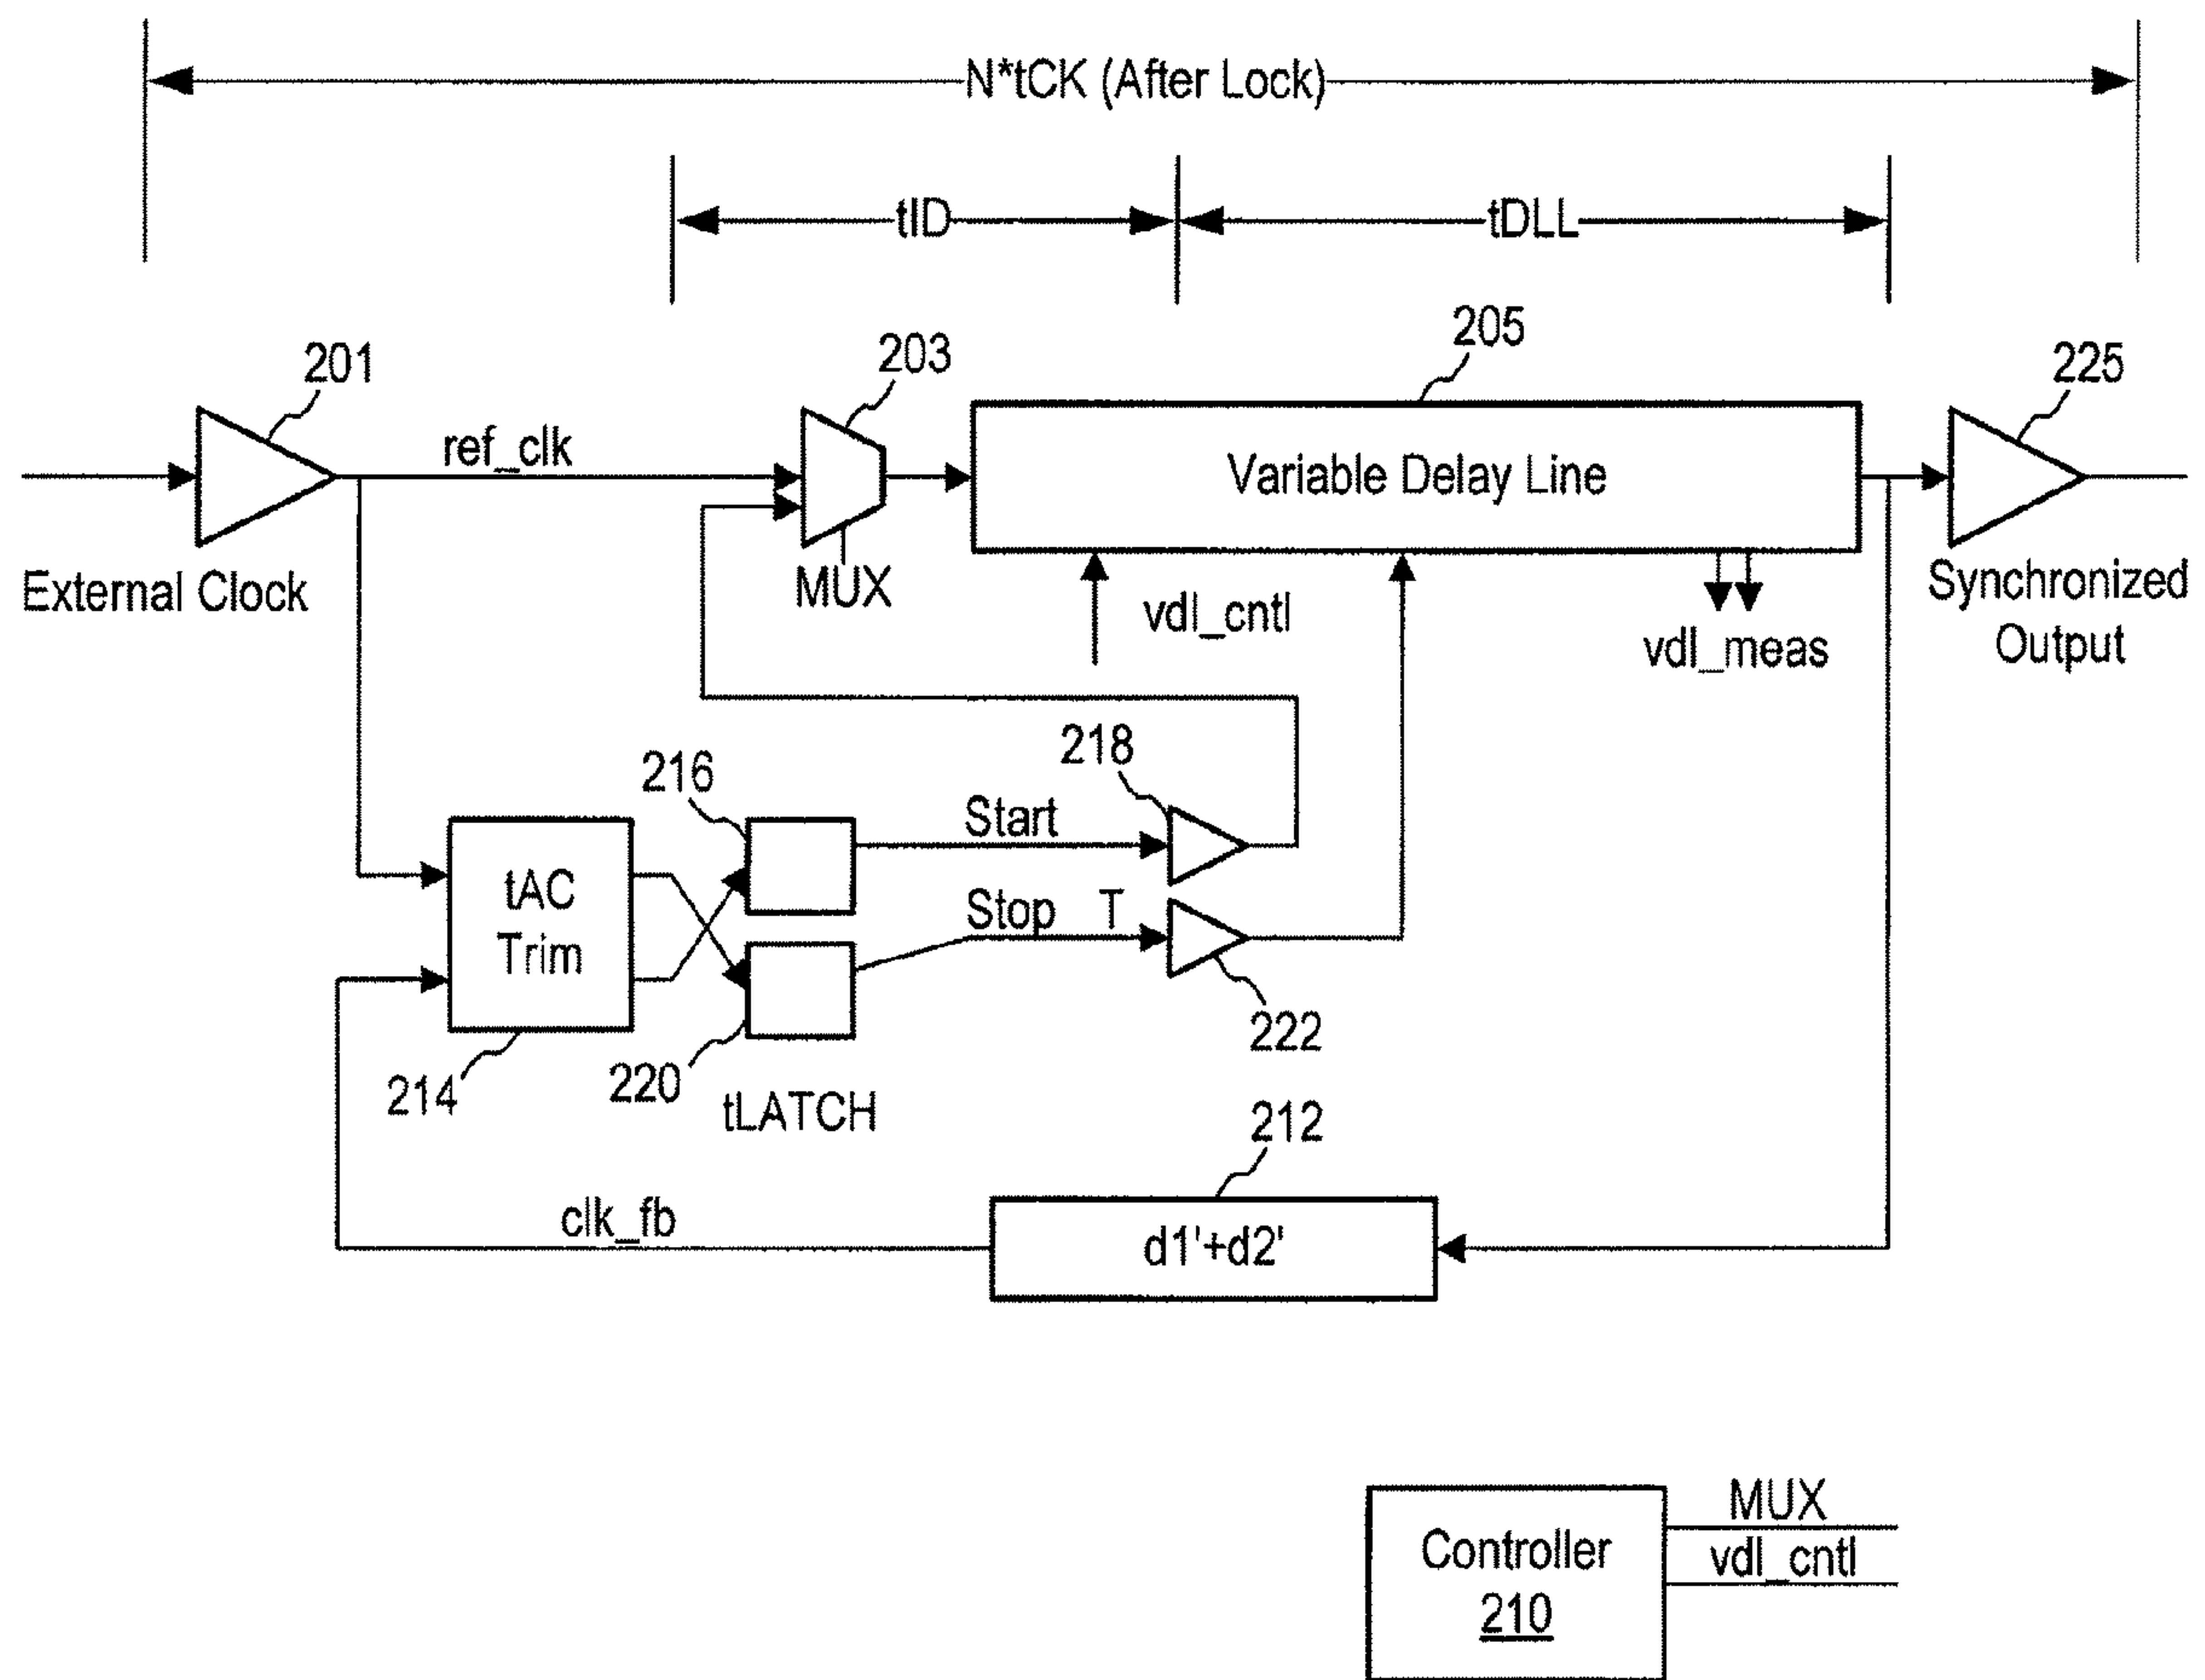 N*tCK (After Lock)
tID
tDLL
201
203
205
225
ref_clk
Variable Delay Line
External Clock
MUX
vdl_cntl
vdl_meas
Synchronized
Output
216
218
Start
tAC
Trim
Stop T
214
220
222
tLATCH
212
clk_fb
d1'+d2'
Controller
210
MUX
vdl_cntl